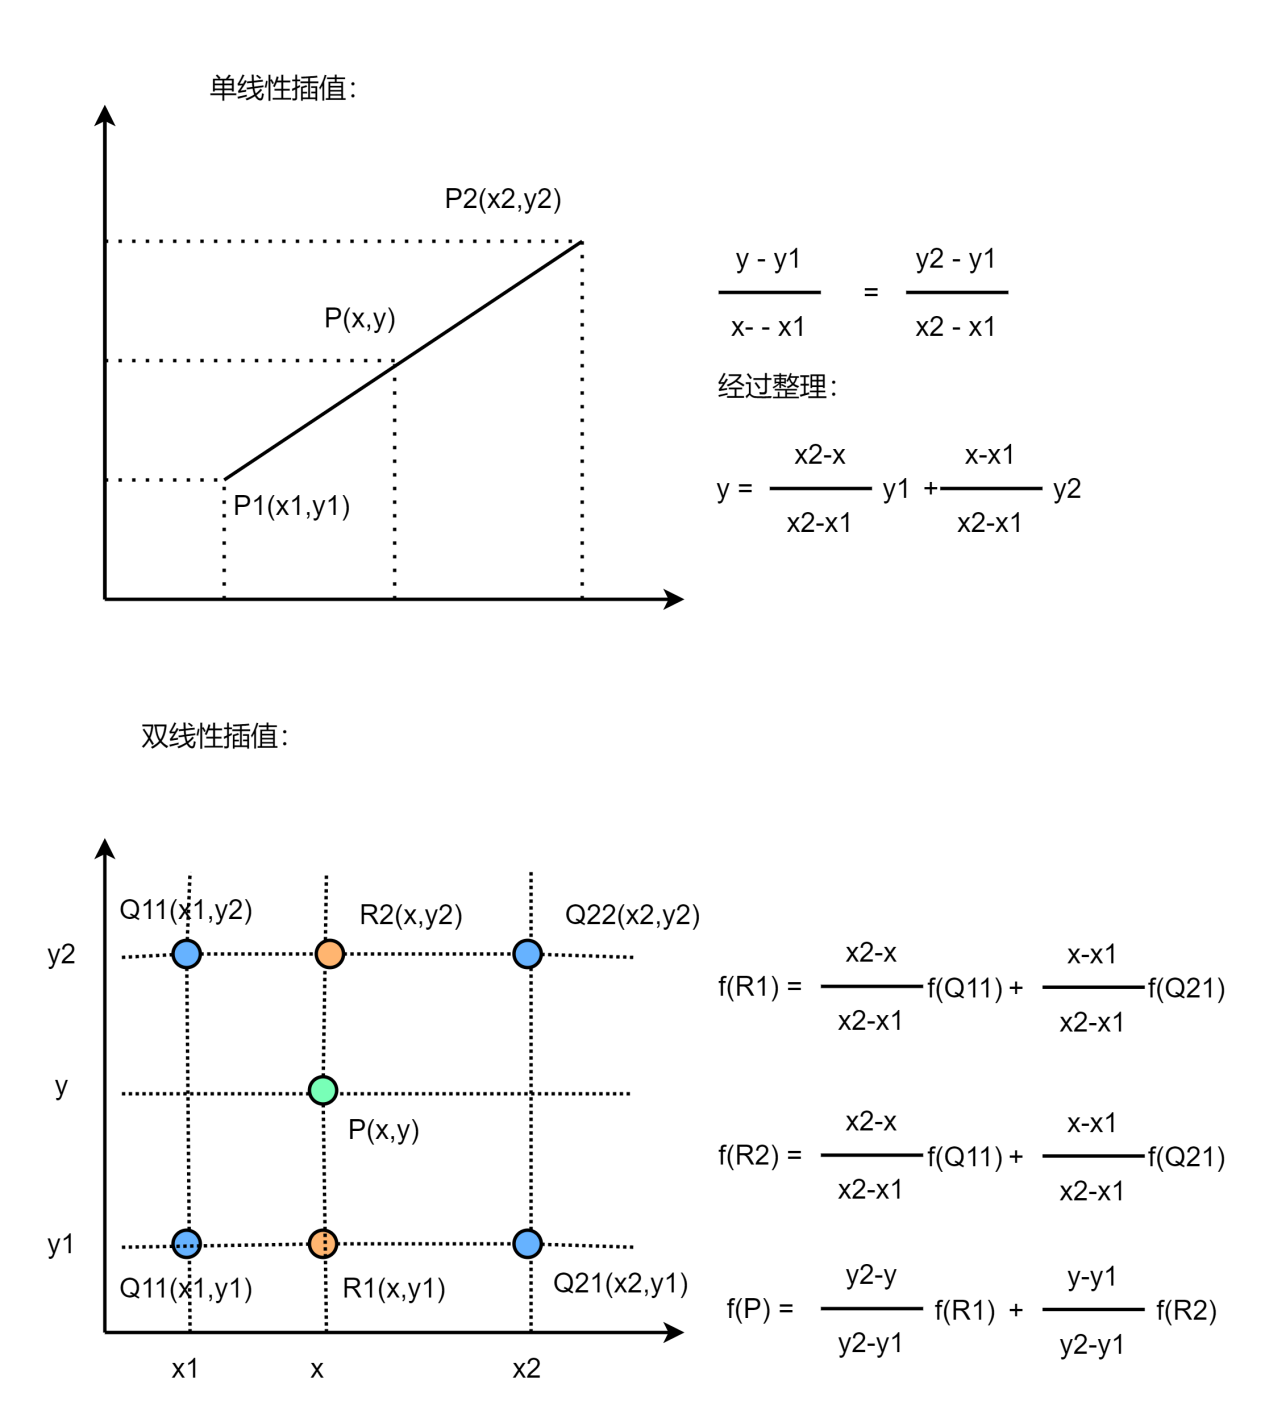 单线性插值:
P2(x2,y2)
P(x,y)
P1(x1,y1)
y - y1
x- - x1
=
y2 - y1
x2 - x1
经过整理:
y =
x2-x
x2-x1
y1 +
x-x1
x2-x1
y2
双线性插值:
Q11(x1,y2)
R2(x,y2)
Q22(x2,y2)
y2
y
P(x,y)
y1
Q11(x1,y1)
R1(x,y1)
Q21(x2,y1)
x1
x
x2
f(R1) =
x2-x
x2-x1
f(Q11) +
x-x1
x2-x1
f(Q21)
f(R2) =
x2-x
x2-x1
f(Q11) +
x-x1
x2-x1
f(Q21)
f(P) =
y2-y
y2-y1
f(R1) +
y-y1
y2-y1
f(R2)